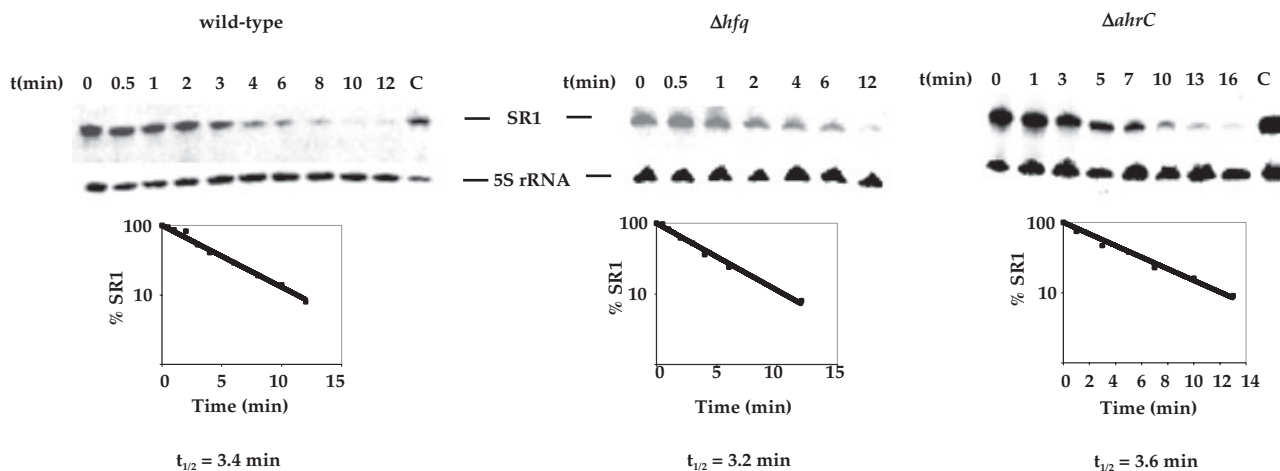 wild-type
Δhfq
ΔahrC
t(min) 0 0.5 1 2 3 4 6 8 10 12 C
t(min) 0 0.5 1 2 4 6 12
t(min) 0 1 3 5 7 10 13 16 C
SR1
5S rRNA
100
10
% SR1
0 5 10 15
Time (min)
t1/2 = 3.4 min
100
10
% SR1
0 5 10 15
Time (min)
t1/2 = 3.2 min
100
10
% SR1
0 2 4 6 8 10 12 14
Time (min)
t1/2 = 3.6 min